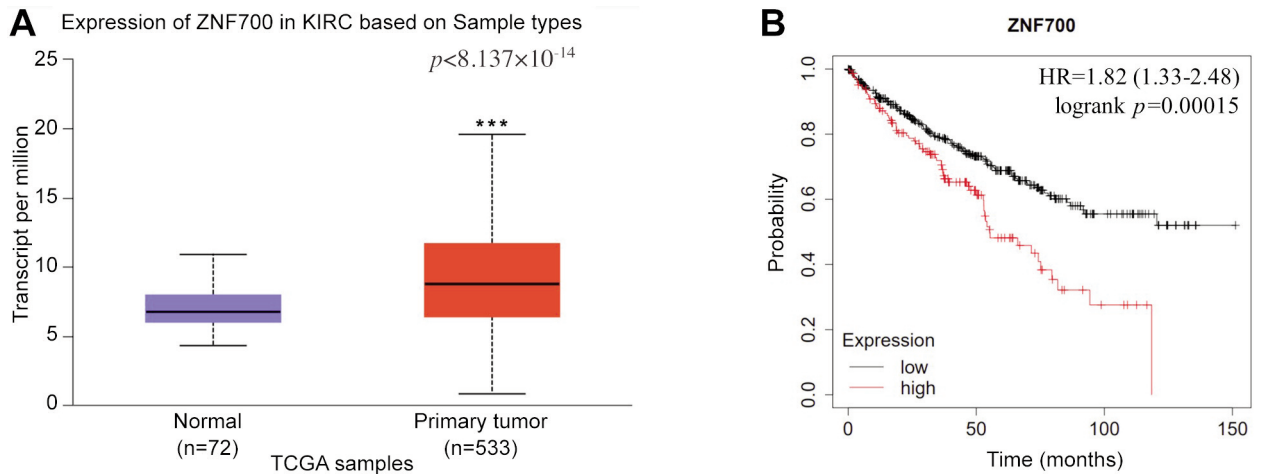 A
Expression of ZNF700 in KIRC based on Sample types
p<8.137×10⁻¹⁴
Transcript per million
25
20
15
10
5
0
***
Normal
(n=72)
Primary tumor
(n=533)
TCGA samples
B
ZNF700
HR=1.82 (1.33-2.48)
logrank p=0.00015
Probability
1.0
0.8
0.6
0.4
0.2
0.0
Expression
low
high
0 50 100 150
Time (months)